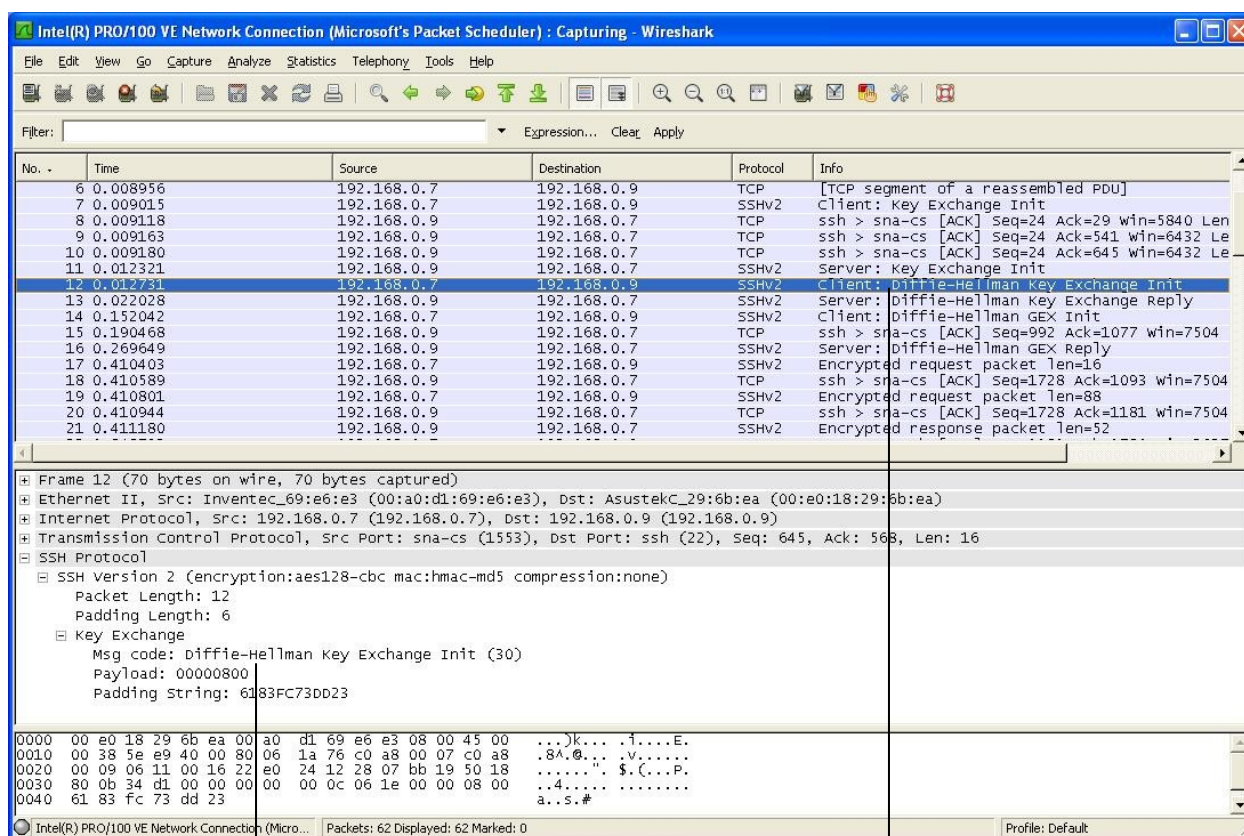 Intel(R) PRO/100 VE Network Connection (Microsoft's Packet Scheduler) : Capturing - Wireshark
File Edit View Go Capture Analyze Statistics Telephony Tools Help
Filter: Expression... Clear Apply
No. . Time Source Destination Protocol Info
6 0.008956 192.168.0.7 192.168.0.9 TCP [TCP segment of a reassembled PDU]
7 0.009015 192.168.0.7 192.168.0.9 SSHv2 Client: Key Exchange Init
8 0.009118 192.168.0.9 192.168.0.7 TCP ssh > sna-cs [ACK] Seq=24 Ack=29 Win=5840 Len
9 0.009163 192.168.0.9 192.168.0.7 TCP ssh > sna-cs [ACK] Seq=24 Ack=541 Win=6432 Le
10 0.009180 192.168.0.9 192.168.0.7 TCP ssh > sna-cs [ACK] Seq=24 Ack=645 Win=6432 Le
11 0.012321 192.168.0.9 192.168.0.7 SSHv2 Server: Key Exchange Init
12 0.012731 192.168.0.7 192.168.0.9 SSHv2 Client: Diffie-Hellman Key Exchange Init
13 0.022028 192.168.0.9 192.168.0.7 SSHv2 Server: Diffie-Hellman Key Exchange Reply
14 0.152042 192.168.0.7 192.168.0.9 SSHv2 Client: Diffie-Hellman GEX Init
15 0.190468 192.168.0.9 192.168.0.7 TCP ssh > sna-cs [ACK] Seq=992 Ack=1077 Win=7504
16 0.269649 192.168.0.9 192.168.0.7 SSHv2 Server: Diffie-Hellman GEX Reply
17 0.410403 192.168.0.7 192.168.0.9 SSHv2 Encrypted request packet len=16
18 0.410589 192.168.0.9 192.168.0.7 TCP ssh > sna-cs [ACK] Seq=1728 Ack=1093 Win=7504
19 0.410801 192.168.0.7 192.168.0.9 SSHv2 Encrypted request packet len=88
20 0.410944 192.168.0.9 192.168.0.7 TCP ssh > sna-cs [ACK] Seq=1728 Ack=1181 Win=7504
21 0.411180 192.168.0.9 192.168.0.7 SSHv2 Encrypted response packet len=52
Frame 12 (70 bytes on wire, 70 bytes captured)
Ethernet II, Src: Inventec_69:e6:e3 (00:a0:d1:69:e6:e3), Dst: AsustekC_29:6b:ea (00:e0:18:29:6b:ea)
Internet Protocol, Src: 192.168.0.7 (192.168.0.7), Dst: 192.168.0.9 (192.168.0.9)
Transmission Control Protocol, Src Port: sna-cs (1553), Dst Port: ssh (22), Seq: 645, Ack: 568, Len: 16
SSH Protocol
SSH Version 2 (encryption:aes128-cbc mac:hmac-md5 compression:none)
Packet Length: 12
Padding Length: 6
Key Exchange
Msg code: Diffie-Hellman Key Exchange Init (30)
Payload: 00000800
Padding String: 6183FC73DD23
0000 00 e0 18 29 6b ea 00 a0 d1 69 e6 e3 08 00 45 00 ...)k... .i....E.
0010 00 38 5e e9 40 00 80 06 1a 76 c0 a8 00 07 c0 a8 .8^.@... .v......
0020 00 09 06 11 00 16 22 e0 24 12 28 07 bb 19 50 18 ......". $.(...P.
0030 80 0b 34 d1 00 00 00 00 00 0c 06 1e 00 00 08 00 ..4..... ........
0040 61 83 fc 73 dd 23 a..s.#
Intel(R) PRO/100 VE Network Connection (Micro... Packets: 62 Displayed: 62 Marked: 0 Profile: Default